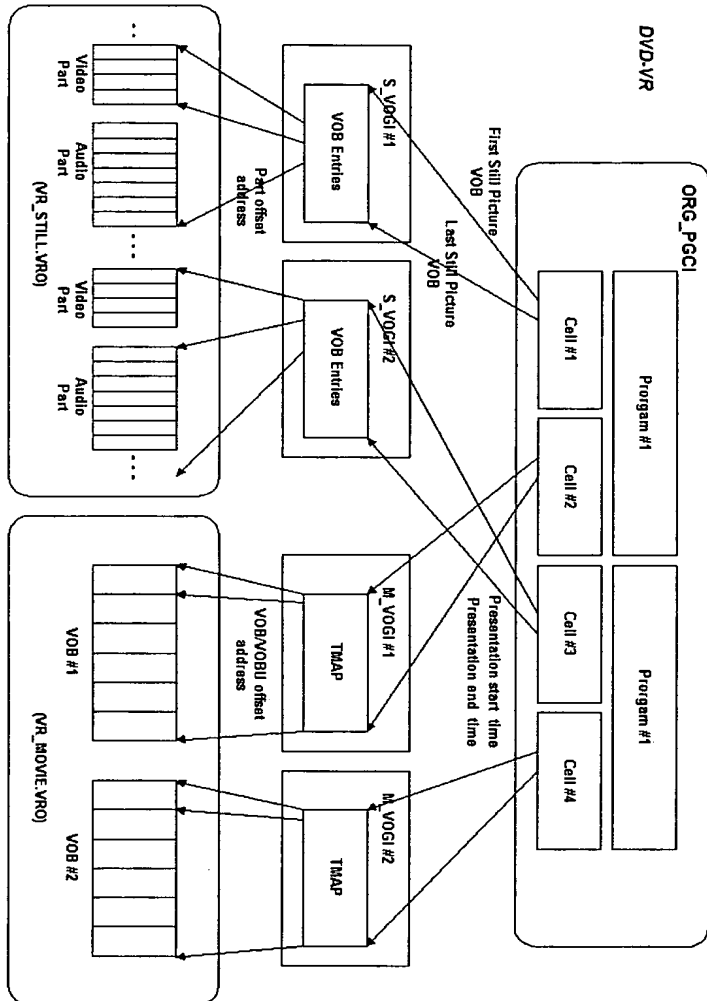 DVD-VR
ORG_PGCI
Prorgam #1
Prorgam #1
Cell #1
Cell #2
Cell #3
Cell #4
First Still Picture
VOB
Last Still Picture
VOB
Presentation start time
Presentation end time
S_VOGI #1
VOB Entries
S_VOGI #2
VOB Entries
M_VOGI #1
TMAP
M_VOGI #2
TMAP
Part offset
address
VOB/VOBU offset
address
...
Video
Part
Audio
Part
...
Video
Part
Audio
Part
...
(VR_STILL.VRO)
VOB #1
VOB #2
(VR_MOVIE.VRO)